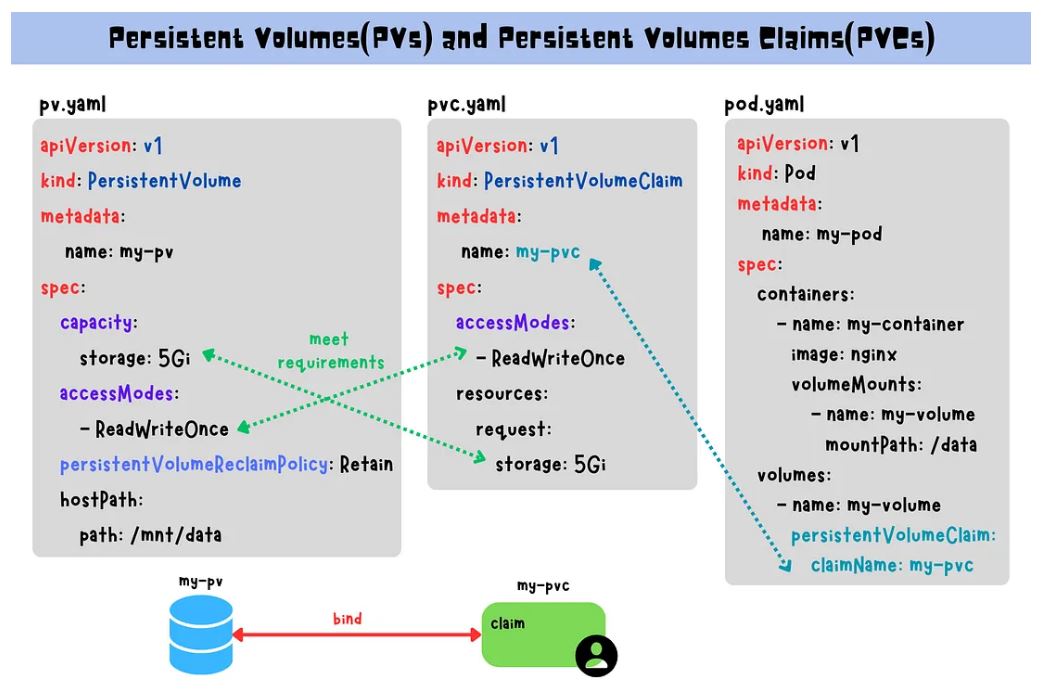 Persistent Volumes(PVs) and Persistent Volumes Claims(PVCs)
pv.yaml
apiVersion: v1
kind: PersistentVolume
metadata:
name: my-pv
spec:
capacity:
storage: 5Gi
accessModes:
- ReadWriteOnce
persistentVolumeReclaimPolicy: Retain
hostPath:
path: /mnt/data
meet
requirements
pvc.yaml
apiVersion: v1
kind: PersistentVolumeClaim
metadata:
name: my-pvc
spec:
accessModes:
- ReadWriteOnce
resources:
request:
storage: 5Gi
pod.yaml
apiVersion: v1
kind: Pod
metadata:
name: my-pod
spec:
containers:
- name: my-container
image: nginx
volumeMounts:
- name: my-volume
mountPath: /data
volumes:
- name: my-volume
persistentVolumeClaim:
claimName: my-pvc
my-pv
bind
my-pvc
claim